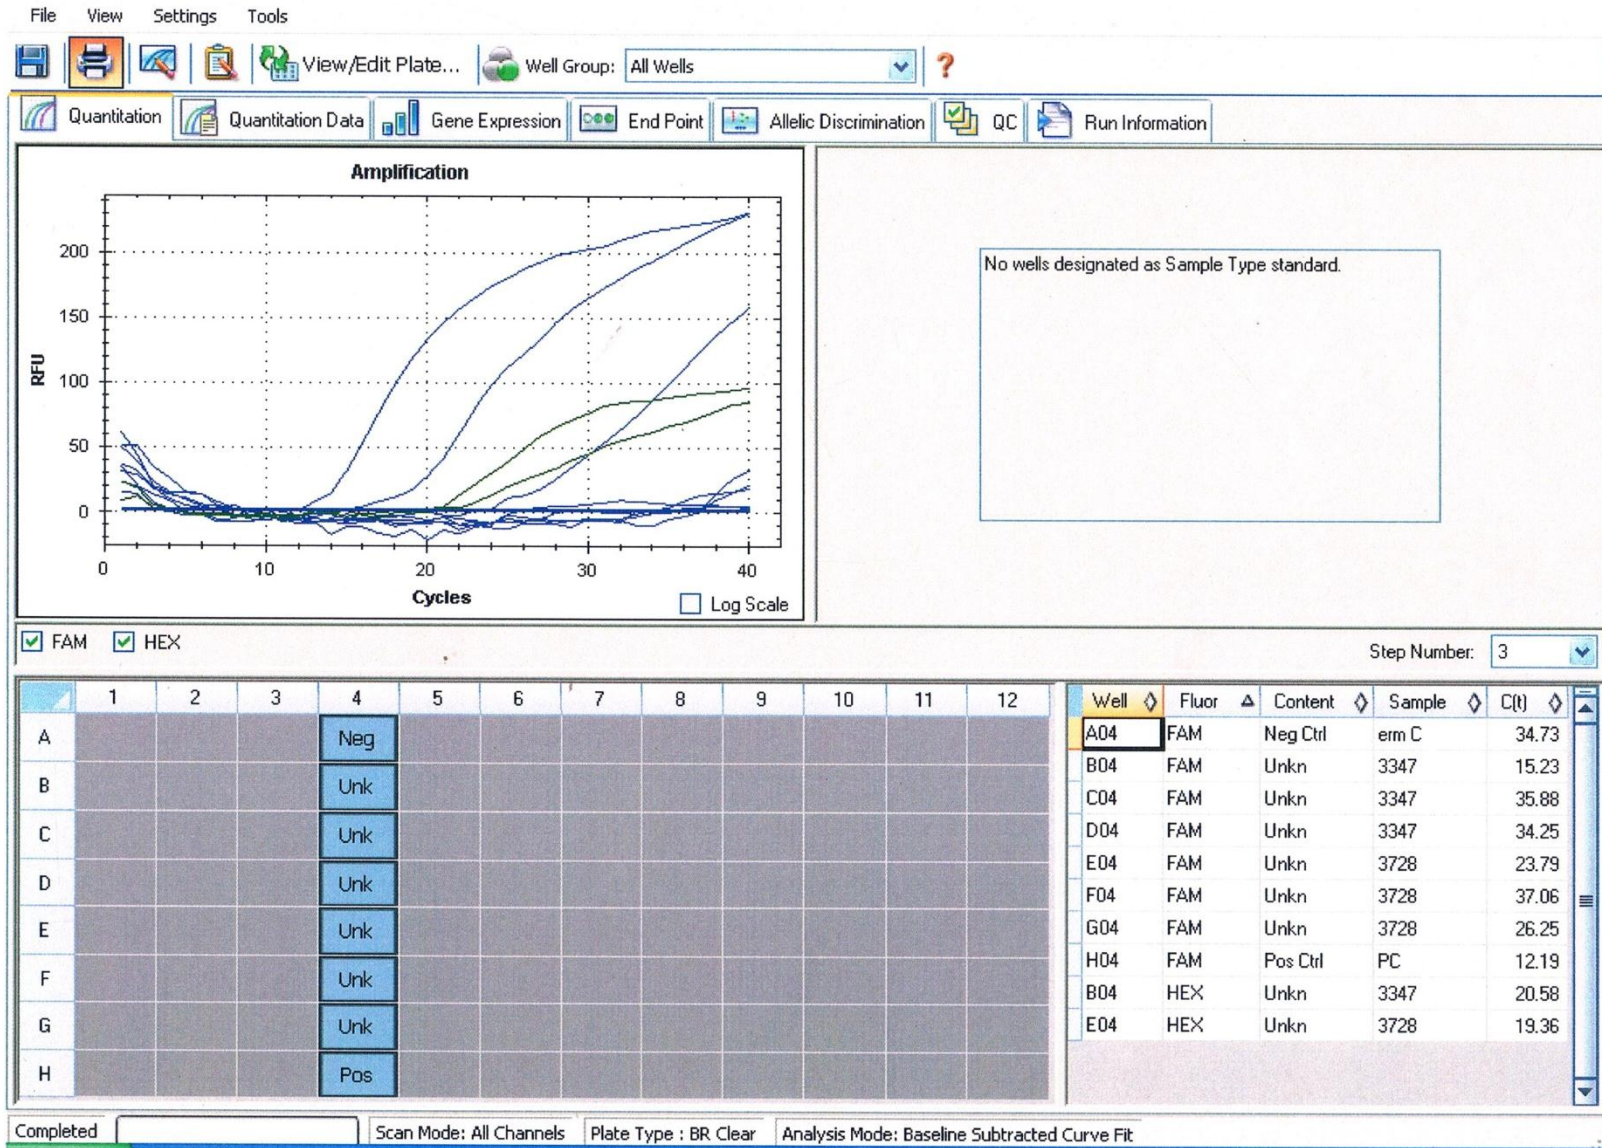 File View Settings Tools
View/Edit Plate... Well Group: All Wells ?
Quantitation Quantitation Data Gene Expression End Point Allelic Discrimination QC Run Information
Amplification
200
150
100
50
0
RFU
0 10 20 30 40
Cycles
Log Scale
No wells designated as Sample Type standard.
FAM HEX
Step Number: 3
1 2 3 4 5 6 7 8 9 10 11 12
A Neg
B Unk
C Unk
D Unk
E Unk
F Unk
G Unk
H Pos
Well Fluor Content Sample C(t)
A04 FAM Neg Ctrl erm C 34.73
B04 FAM Unkn 3347 15.23
C04 FAM Unkn 3347 35.88
D04 FAM Unkn 3347 34.25
E04 FAM Unkn 3728 23.79
F04 FAM Unkn 3728 37.06
G04 FAM Unkn 3728 26.25
H04 FAM Pos Ctrl PC 12.19
B04 HEX Unkn 3347 20.58
E04 HEX Unkn 3728 19.36
Completed Scan Mode: All Channels Plate Type : BR Clear Analysis Mode: Baseline Subtracted Curve Fit